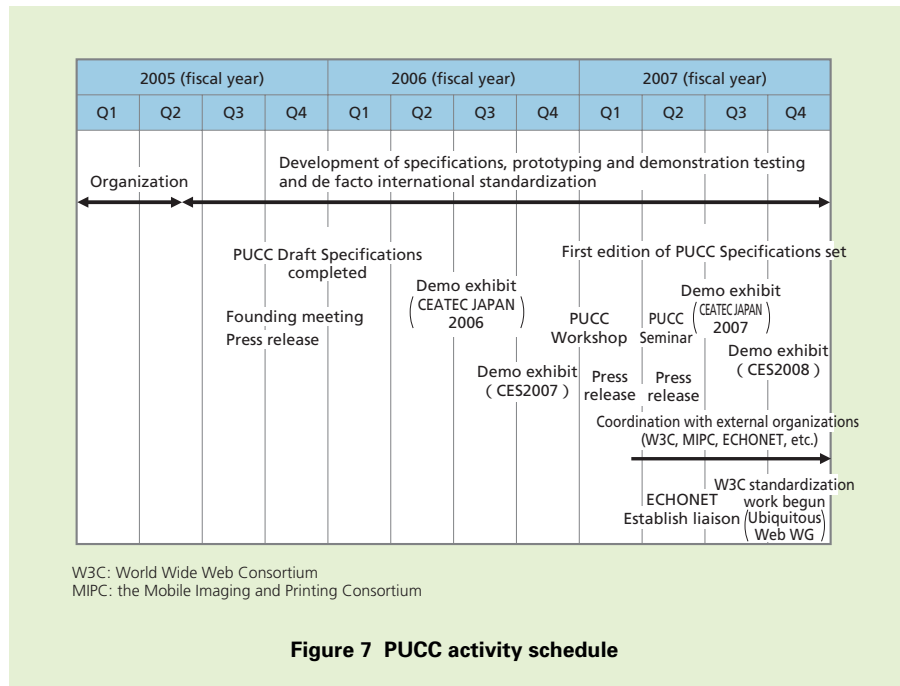 2005 (fiscal year) 2006 (fiscal year) 2007 (fiscal year)
Q1 Q2 Q3 Q4 Q1 Q2 Q3 Q4 Q1 Q2 Q3 Q4
Organization
Development of specifications, prototyping and demonstration testing
and de facto international standardization
PUCC Draft Specifications
completed
First edition of PUCC Specifications set
Founding meeting
Press release
Demo exhibit
(CEATEC JAPAN
2006)
Demo exhibit
(CES2007)
PUCC
Workshop
Press
release
PUCC
Seminar
Press
release
Demo exhibit
(CEATEC JAPAN
2007)
Demo exhibit
(CES2008)
Coordination with external organizations
(W3C, MIPC, ECHONET, etc.)
ECHONET
Establish liaison
W3C standardization
work begun
(Ubiquitous
Web WG)
W3C: World Wide Web Consortium
MIPC: the Mobile Imaging and Printing Consortium
Figure 7 PUCC activity schedule